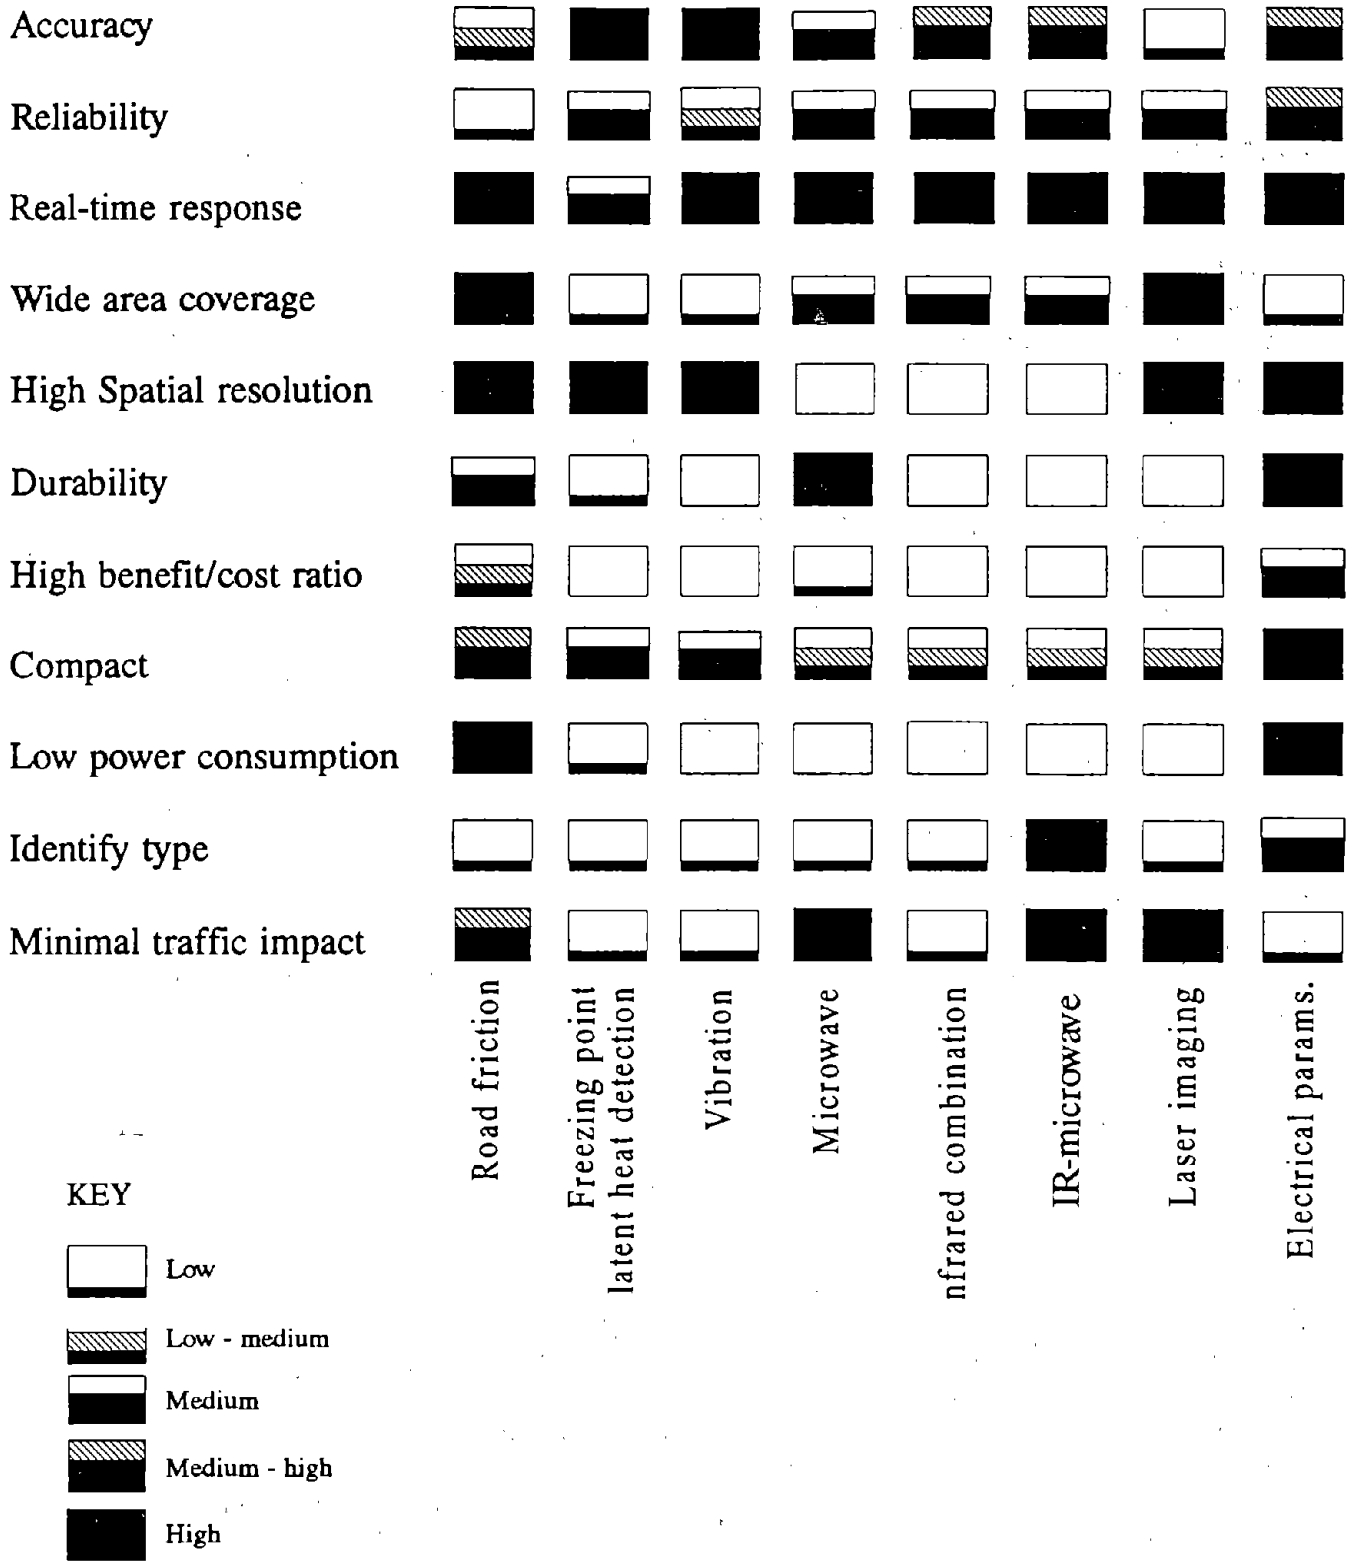 Accuracy
Reliability
Real-time response
Wide area coverage
High Spatial resolution
Durability
High benefit/cost ratio
Compact
Low power consumption
Identify type
Minimal traffic impact
Road friction
Freezing point
latent heat detection
Vibration
Microwave
nfrared combination
IR-microwave
Laser imaging
Electrical params.
KEY
Low
Low - medium
Medium
Medium - high
High